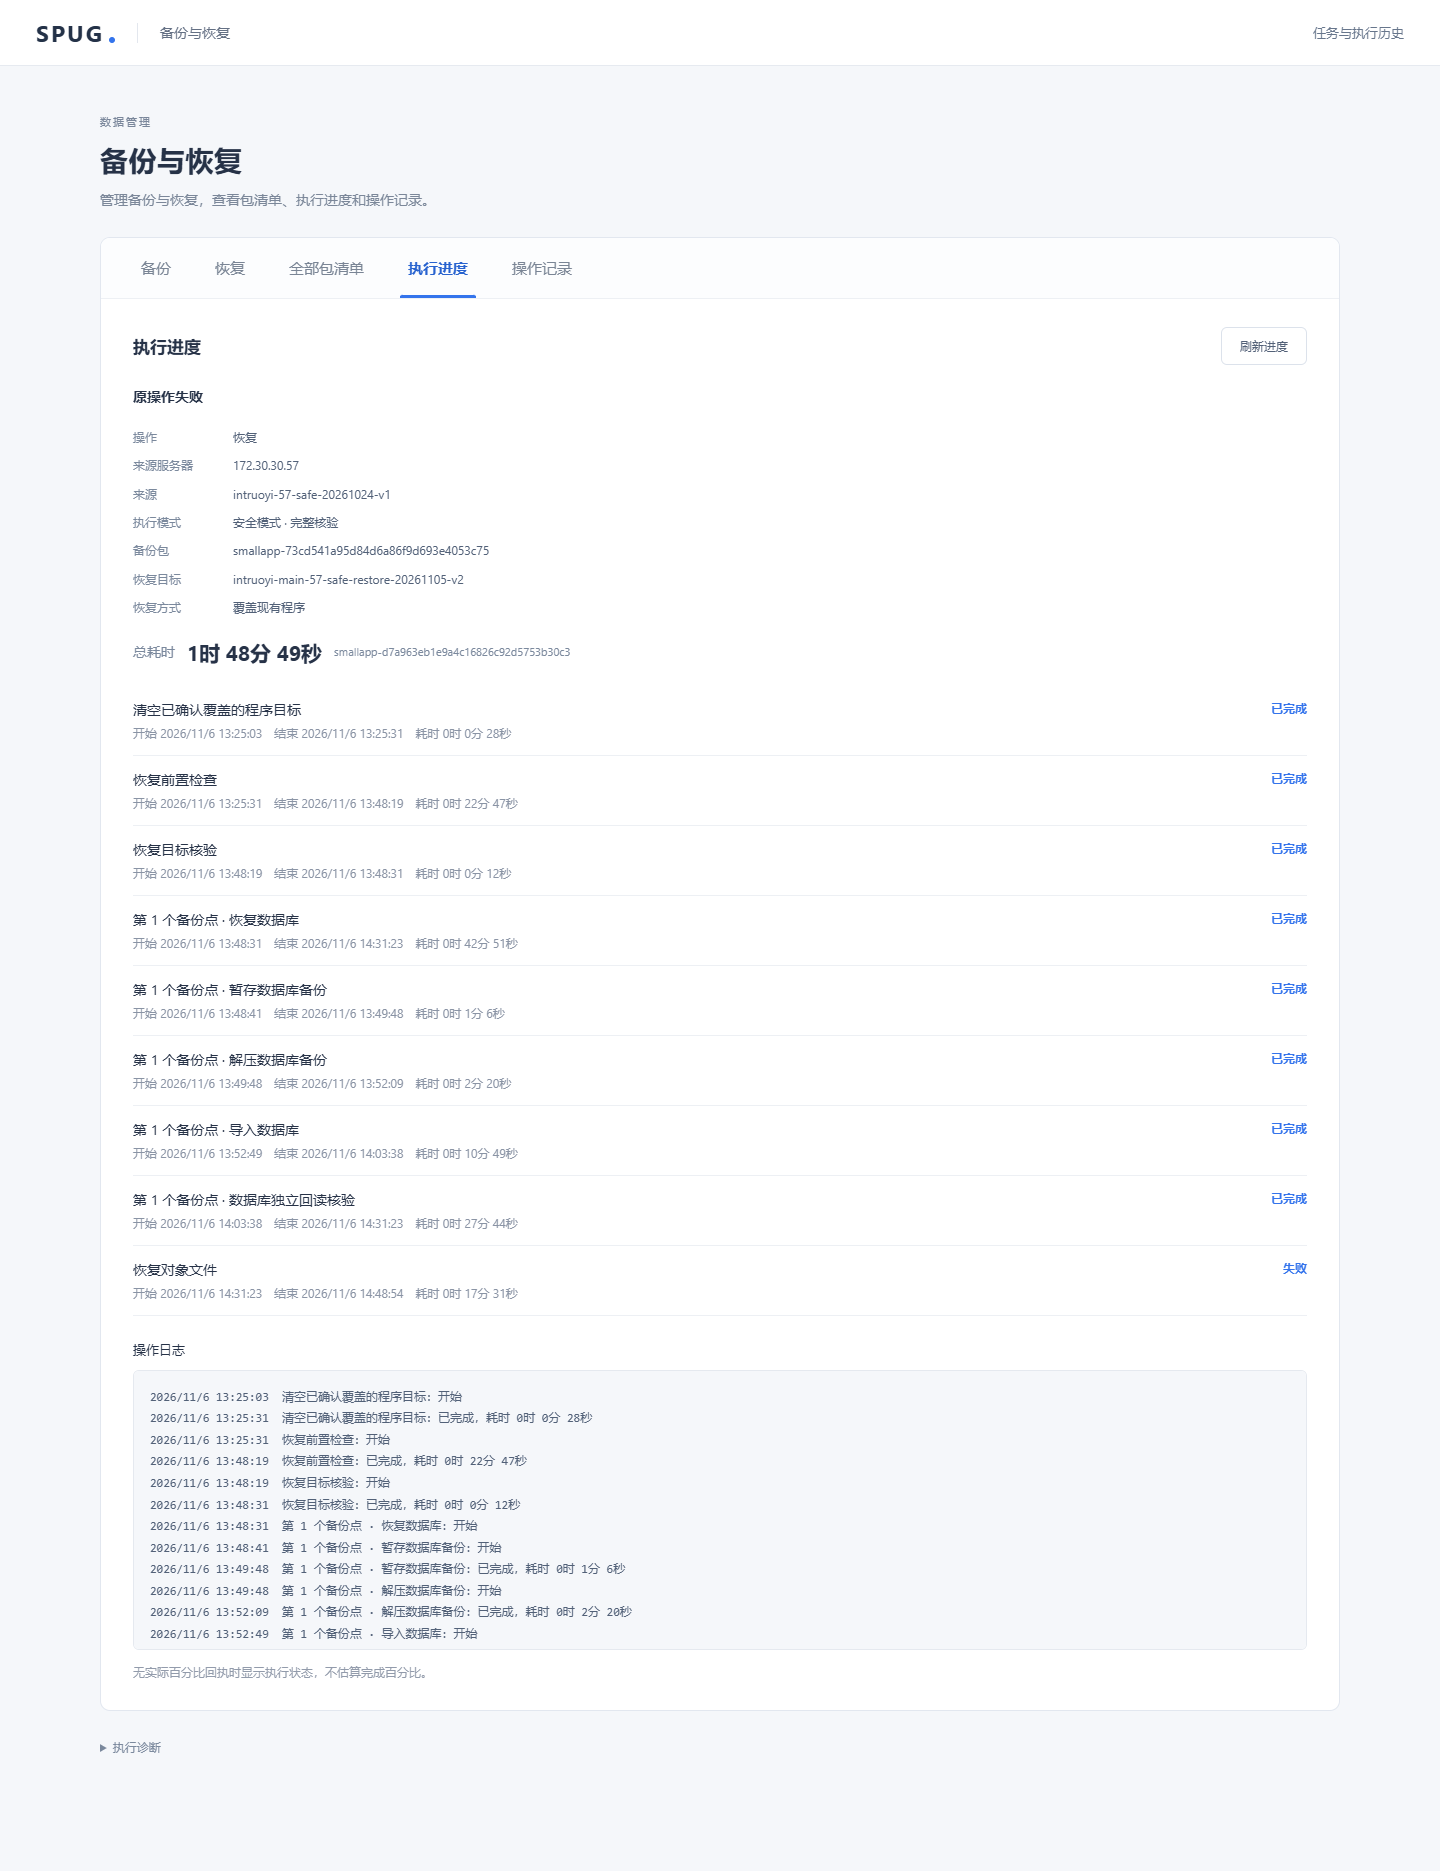 SPUG.
备份与恢复
任务与执行历史
数据管理
备份与恢复
管理备份与恢复，查看包清单、执行进度和操作记录。
备份 恢复 全部包清单 执行进度 操作记录
执行进度
刷新进度
原操作失败
操作 恢复
来源服务器 172.30.30.57
来源 intruoyi-57-safe-20261024-v1
执行模式 安全模式 · 完整核验
备份包 smallapp-73cd541a95d84d6a86f9d693e4053c75
恢复目标 intruoyi-main-57-safe-restore-20261105-v2
恢复方式 覆盖现有程序
总耗时 1时 48分 49秒 smallapp-d7a963eb1e9a4c16826c92d5753b30c3
清空已确认覆盖的程序目标 已完成
开始 2026/11/6 13:25:03 结束 2026/11/6 13:25:31 耗时 0时 0分 28秒
恢复前置检查 已完成
开始 2026/11/6 13:25:31 结束 2026/11/6 13:48:19 耗时 0时 22分 47秒
恢复目标核验 已完成
开始 2026/11/6 13:48:19 结束 2026/11/6 13:48:31 耗时 0时 0分 12秒
第 1 个备份点 · 恢复数据库 已完成
开始 2026/11/6 13:48:31 结束 2026/11/6 14:31:23 耗时 0时 42分 51秒
第 1 个备份点 · 暂存数据库备份 已完成
开始 2026/11/6 13:48:41 结束 2026/11/6 13:49:48 耗时 0时 1分 6秒
第 1 个备份点 · 解压数据库备份 已完成
开始 2026/11/6 13:49:48 结束 2026/11/6 13:52:09 耗时 0时 2分 20秒
第 1 个备份点 · 导入数据库 已完成
开始 2026/11/6 13:52:49 结束 2026/11/6 14:03:38 耗时 0时 10分 49秒
第 1 个备份点 · 数据库独立回读核验 已完成
开始 2026/11/6 14:03:38 结束 2026/11/6 14:31:23 耗时 0时 27分 44秒
恢复对象文件 失败
开始 2026/11/6 14:31:23 结束 2026/11/6 14:48:54 耗时 0时 17分 31秒
操作日志
2026/11/6 13:25:03 清空已确认覆盖的程序目标：开始
2026/11/6 13:25:31 清空已确认覆盖的程序目标：已完成，耗时 0时 0分 28秒
2026/11/6 13:25:31 恢复前置检查：开始
2026/11/6 13:48:19 恢复前置检查：已完成，耗时 0时 22分 47秒
2026/11/6 13:48:19 恢复目标核验：开始
2026/11/6 13:48:31 恢复目标核验：已完成，耗时 0时 0分 12秒
2026/11/6 13:48:31 第 1 个备份点 · 恢复数据库：开始
2026/11/6 13:48:41 第 1 个备份点 · 暂存数据库备份：开始
2026/11/6 13:49:48 第 1 个备份点 · 暂存数据库备份：已完成，耗时 0时 1分 6秒
2026/11/6 13:49:48 第 1 个备份点 · 解压数据库备份：开始
2026/11/6 13:52:09 第 1 个备份点 · 解压数据库备份：已完成，耗时 0时 2分 20秒
2026/11/6 13:52:49 第 1 个备份点 · 导入数据库：开始
无实际百分比回执时显示执行状态，不估算完成百分比。
执行诊断